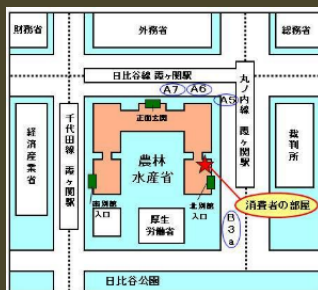 財務省
外務省
総務省
日比谷線 霞ヶ関駅
丸ノ内線 霞ヶ関駅
A7
A6
A5
正面玄関
経済産業省
千代田線 霞ヶ関駅
農林
水産省
裁判所
南別館
入口
北別館
入口
消費者の部屋
厚生
労働省
B3a
日比谷公園